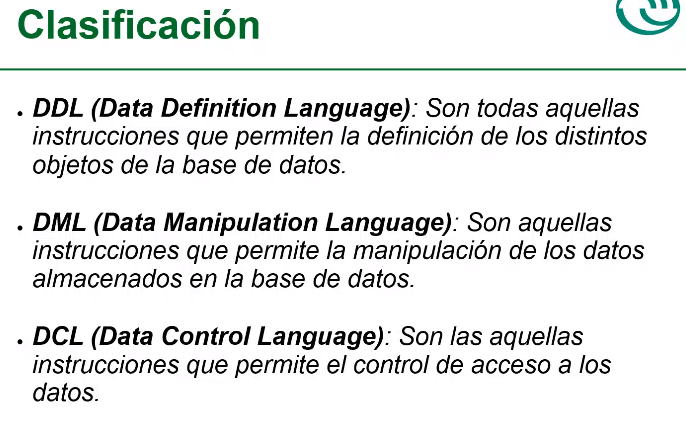 Clasificación
• DDL (Data Definition Language): Son todas aquellas
instrucciones que permiten la definición de los distintos
objetos de la base de datos.
• DML (Data Manipulation Language): Son aquellas
instrucciones que permite la manipulación de los datos
almacenados en la base de datos.
• DCL (Data Control Language): Son las aquellas
instrucciones que permite el control de acceso a los
datos.